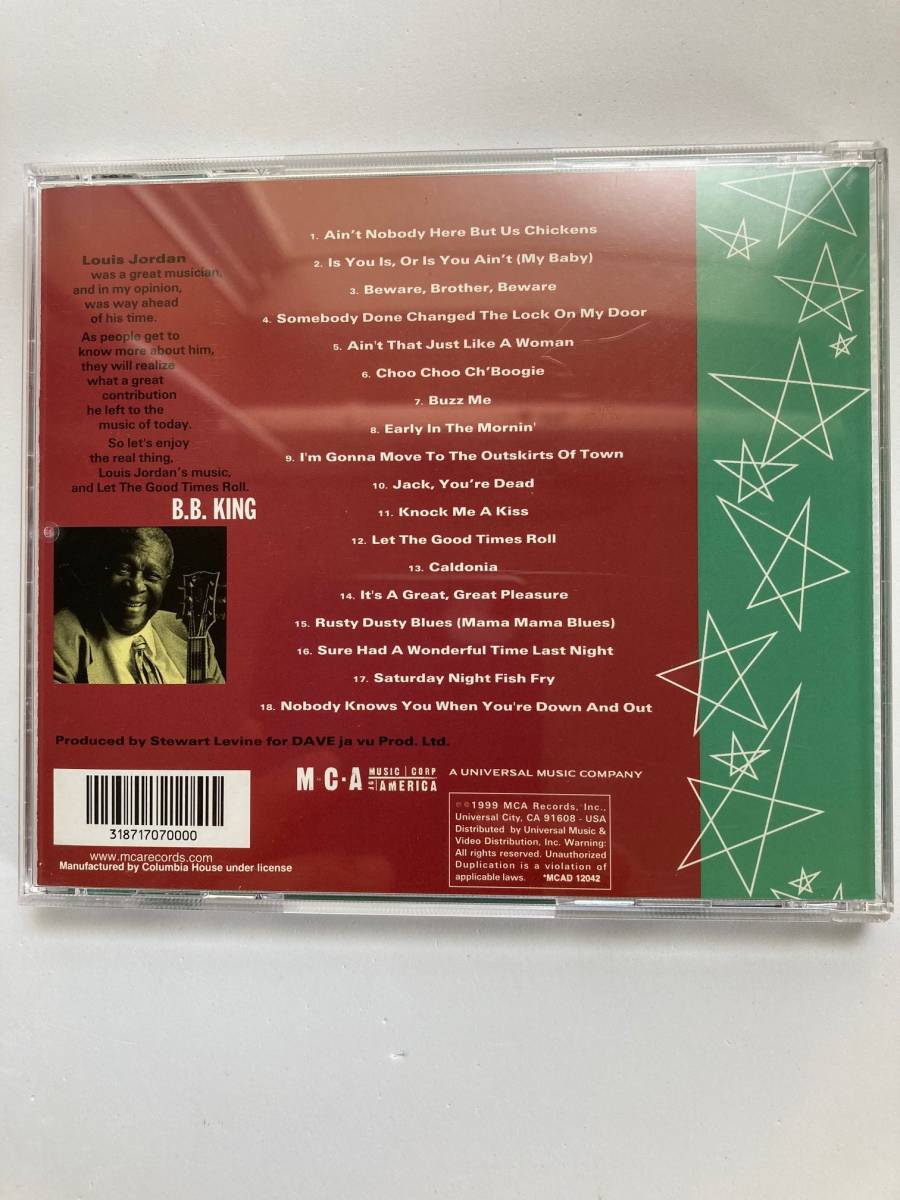 Louis Jordan
was a great musician,
and in my opinion,
was way ahead
of his time.
As people get to
know more about him,
they will realize
what a great
contribution
he left to the
music of today.
So let's enjoy
the real thing,
Louis Jordan's music,
and Let The Good Times Roll.
B.B. KING
1. Ain't Nobody Here But Us Chickens
2. Is You Is, Or Is You Ain't (My Baby)
3. Beware, Brother, Beware
4. Somebody Done Changed The Lock On My Door
5. Ain't That Just Like A Woman
6. Choo Choo Ch'Boogie
7. Buzz Me
8. Early In The Mornin'
9. I'm Gonna Move To The Outskirts Of Town
10. Jack, You're Dead
11. Knock Me A Kiss
12. Let The Good Times Roll
13. Caldonia
14. It's A Great, Great Pleasure
15. Rusty Dusty Blues (Mama Mama Blues)
16. Sure Had A Wonderful Time Last Night
17. Saturday Night Fish Fry
18. Nobody Knows You When You're Down And Out
Produced by Stewart Levine for DAVE ja vu Prod. Ltd.
318717070000
www.mcarecords.com
Manufactured by Columbia House under license
M·C·A MUSIC CORP
OF AMERICA
A UNIVERSAL MUSIC COMPANY
℗©1999 MCA Records, Inc.,
Universal City, CA 91608 - USA
Distributed by Universal Music &
Video Distribution, Inc. Warning:
All rights reserved. Unauthorized
Duplication is a violation of
applicable laws. *MCAD 12042